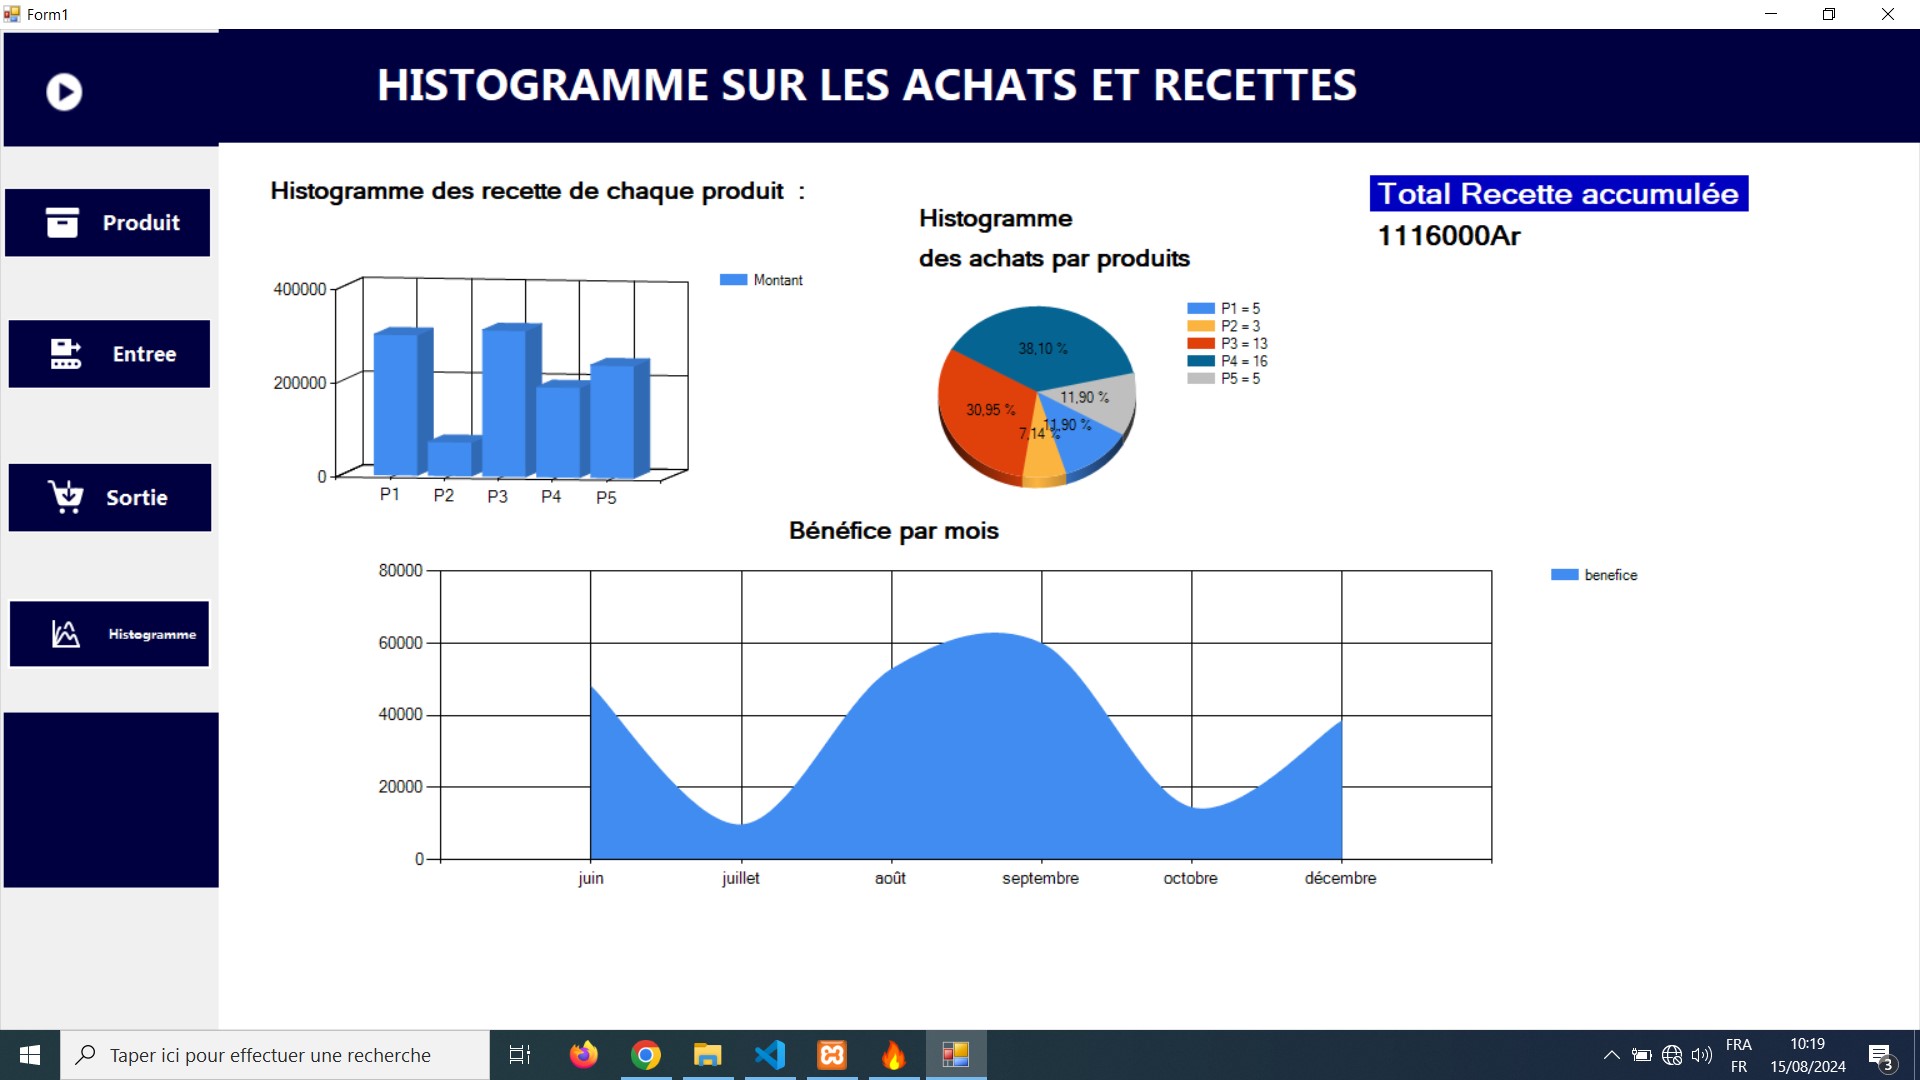 Form1
HISTOGRAMME SUR LES ACHATS ET RECETTES
Produit
Entree
Sortie
Histogramme
Histogramme des recette de chaque produit :
400000
200000
0
P1 P2 P3 P4 P5
Montant
Histogramme
des achats par produits
38,10 %
11,90 %
30,95 %
11,90 %
7,14 %
P1 = 5
P2 = 3
P3 = 13
P4 = 16
P5 = 5
Total Recette accumulée
1116000Ar
Bénéfice par mois
80000
60000
40000
20000
0
juin juillet août septembre octobre décembre
benefice
Taper ici pour effectuer une recherche
FRA
FR
10:19
15/08/2024
3